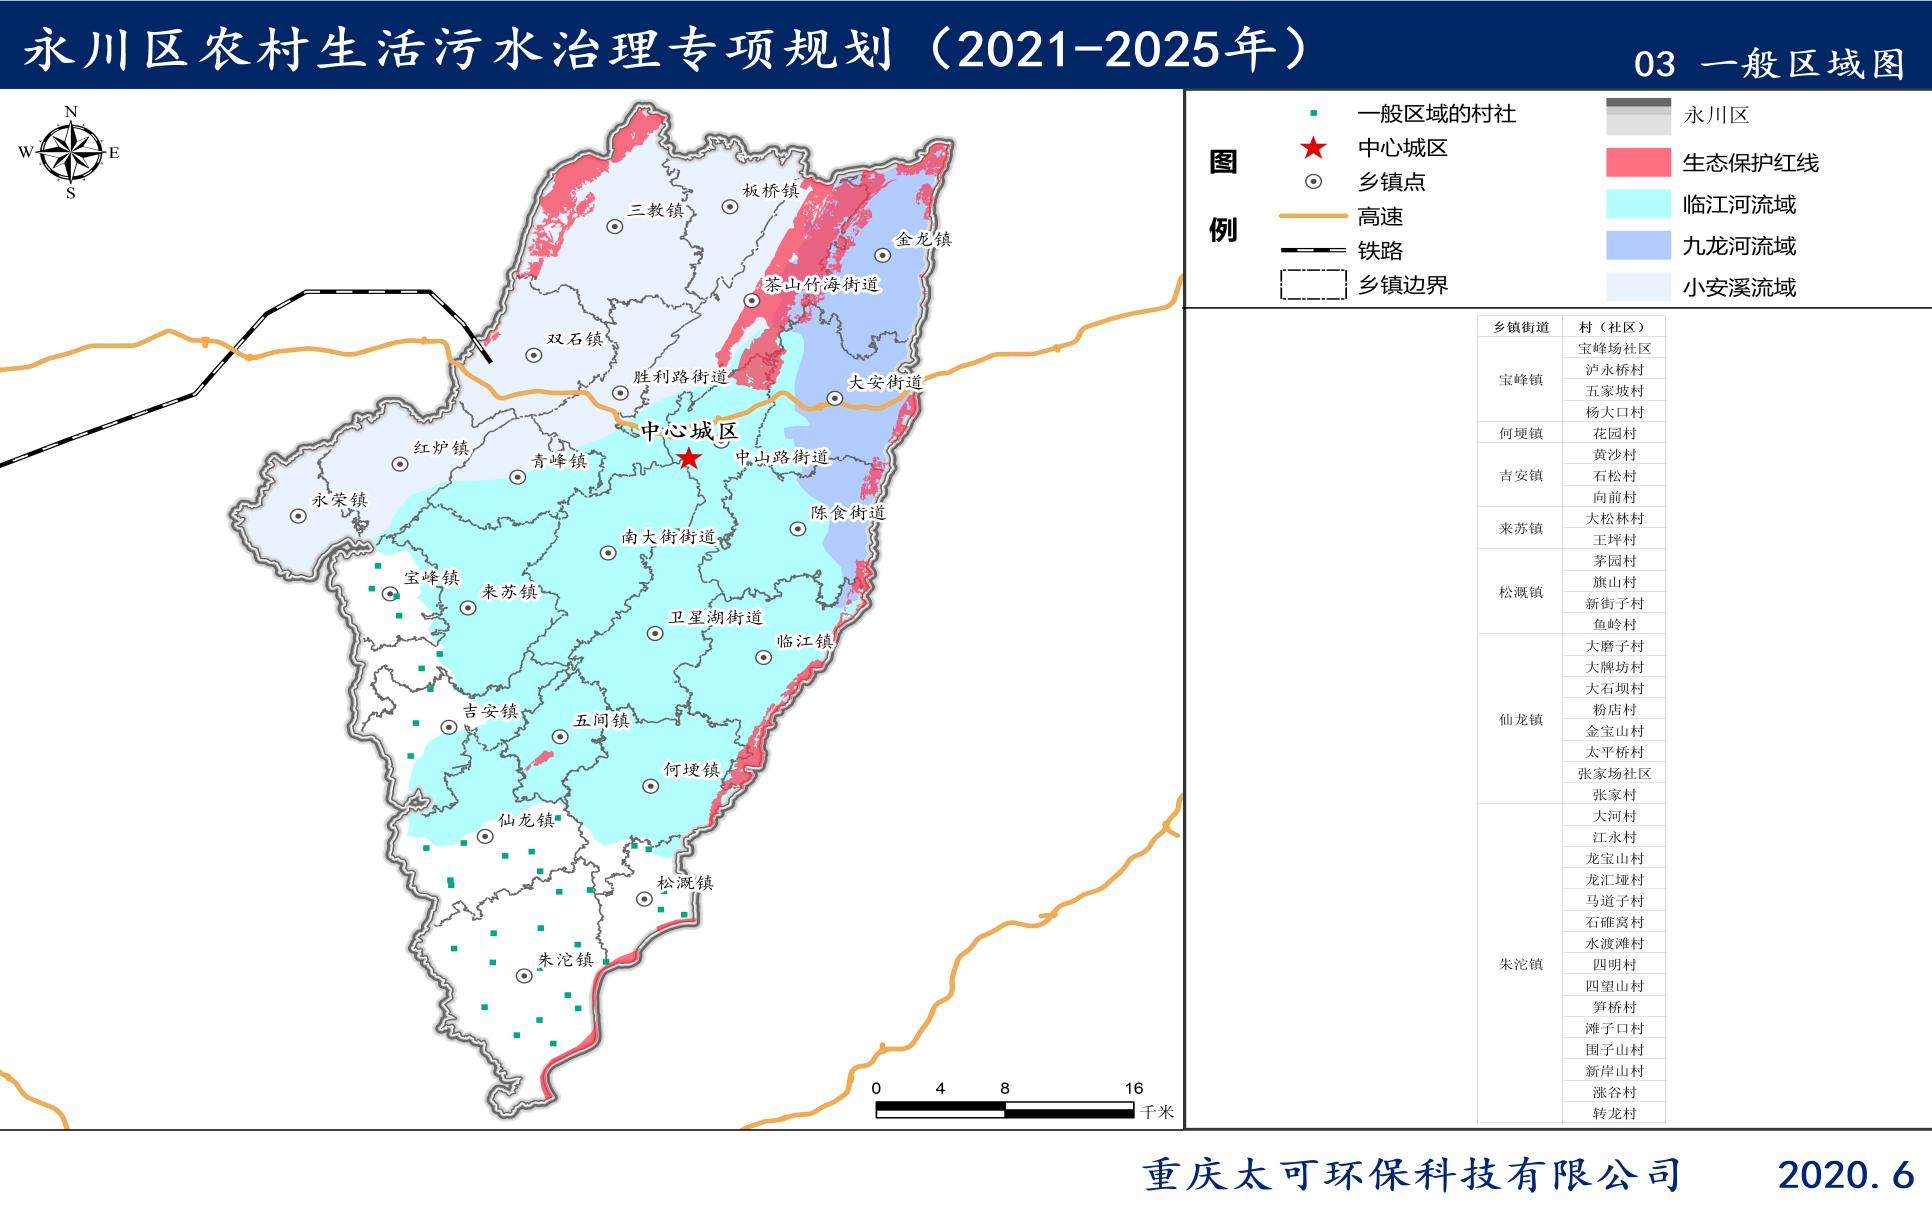 永川区农村生活污水治理专项规划（2021-2025年）
03 一般区域图
N
W
E
S
板桥镇
三教镇
金龙镇
茶山竹海街道
双石镇
胜利路街道
大安街道
中心城区
红炉镇
青峰镇
中山路街道
永荣镇
陈食街道
南大街街道
宝峰镇
来苏镇
卫星湖街道
临江镇
吉安镇
五间镇
何埂镇
仙龙镇
松溉镇
朱沱镇
0 4 8 16
千米
图例
一般区域的村社
中心城区
乡镇点
高速
铁路
乡镇边界
永川区
生态保护红线
临江河流域
九龙河流域
小安溪流域
乡镇街道 村（社区）
宝峰镇
宝峰场社区
泸永桥村
五家坡村
杨大口村
何埂镇 花园村
吉安镇
黄沙村
石松村
向前村
来苏镇
大松林村
王坪村
松溉镇
茅园村
旗山村
新街子村
鱼岭村
仙龙镇
大磨子村
大牌坊村
大石坝村
粉店村
金宝山村
太平桥村
张家场社区
张家村
朱沱镇
大河村
江永村
龙宝山村
龙汇垭村
马道子村
石碓窝村
水渡滩村
四明村
四望山村
笋桥村
滩子口村
围子山村
新岸山村
涨谷村
转龙村
重庆太可环保科技有限公司
2020.6